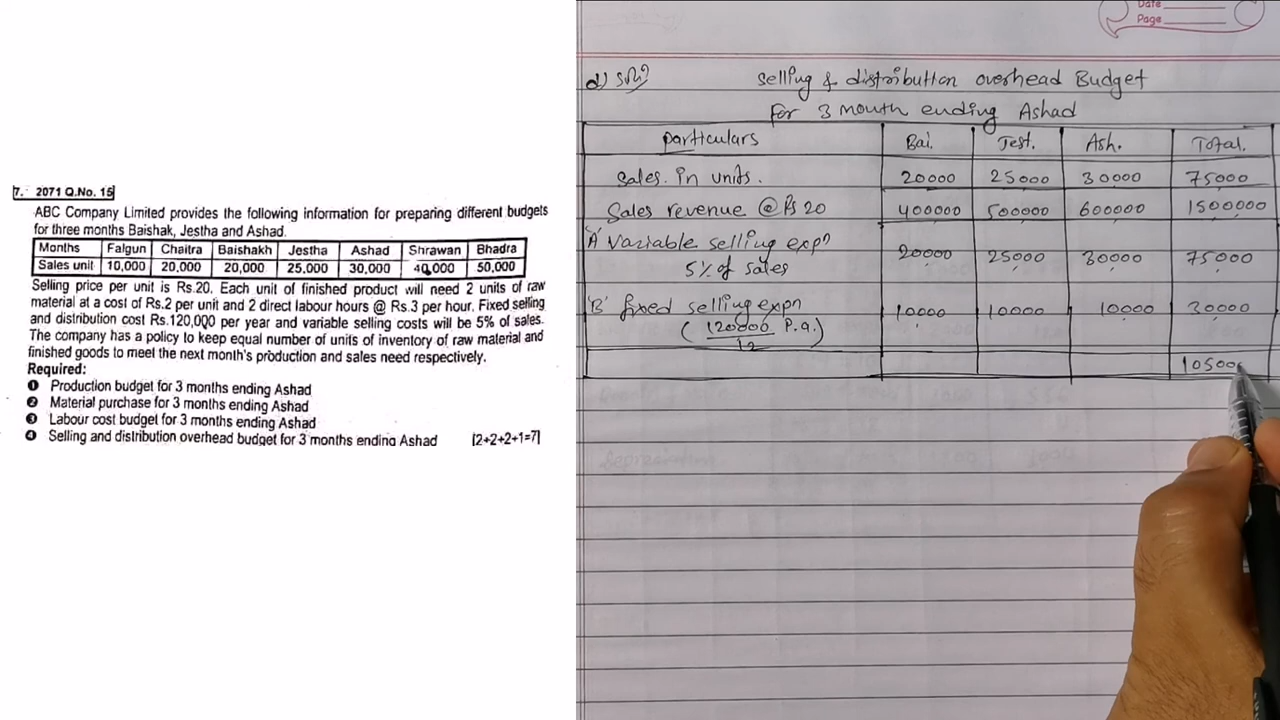 7. 2071 Q.No. 15
ABC Company Limited provides the following information for preparing different budgets
for three months Baishak, Jestha and Ashad.
Months Falgun Chaitra Baishakh Jestha Ashad Shrawan Bhadra
Sales unit 10,000 20,000 20,000 25,000 30,000 40,000 50,000
Selling price per unit is Rs.20. Each unit of finished product will need 2 units of raw
material at a cost of Rs.2 per unit and 2 direct labour hours @ Rs.3 per hour. Fixed selling
and distribution cost Rs.120,000 per year and variable selling costs will be 5% of sales.
The company has a policy to keep equal number of units of inventory of raw material and
finished goods to meet the next month's production and sales need respectively.
Required:
1 Production budget for 3 months ending Ashad
2 Material purchase for 3 months ending Ashad
3 Labour cost budget for 3 months ending Ashad
4 Selling and distribution overhead budget for 3 months ending Ashad [2+2+2+1=7]
Date
Page
d) Soln
Selling & distribution overhead Budget
For 3 month ending Ashad
Particulars Bai. Jest. Ash. Total.
Sales. in units. 20000 25000 30000 75000
Sales revenue @ Rs 20 400000 500000 600000 1500000
'A' Variable selling expn 20000 25000 30000 75000
5% of sales
'B' fixed selling expn 10000 10000 10000 30000
(120000 P.a.)
12
10500